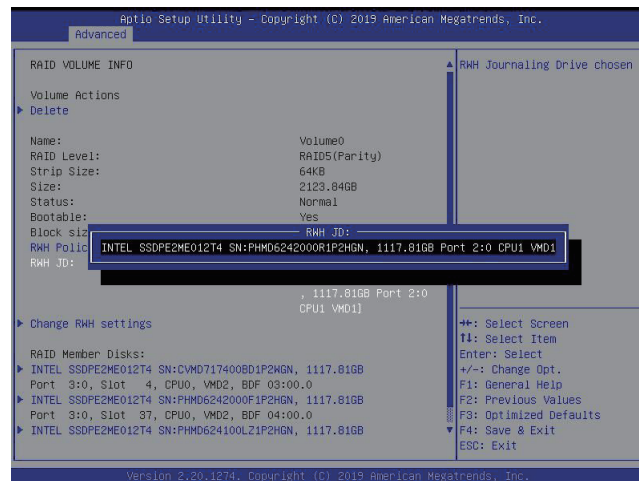 Aptio Setup Utility – Copyright (C) 2019 American Megatrends, Inc.
Advanced
RAID VOLUME INFO
Volume Actions
Delete
Name: Volume0
RAID Level: RAID5(Parity)
Strip Size: 64KB
Size: 2123.84GB
Status: Normal
Bootable: Yes
Block siz
RWH Polic
RWH JD:
RWH JD:
INTEL SSDPE2ME012T4 SN:PHMD6242000R1P2HGN, 1117.81GB Port 2:0 CPU1 VMD1
, 1117.81GB Port 2:0
CPU1 VMD1]
Change RWH settings
RAID Member Disks:
INTEL SSDPE2ME012T4 SN:CVMD717400BD1P2WGN, 1117.81GB
Port 3:0, Slot 4, CPU0, VMD2, BDF 03:00.0
INTEL SSDPE2ME012T4 SN:PHMD6242000F1P2HGN, 1117.81GB
Port 3:0, Slot 37, CPU0, VMD2, BDF 04:00.0
INTEL SSDPE2ME012T4 SN:PHMD624100LZ1P2HGN, 1117.81GB
RWH Journaling Drive chosen
→←: Select Screen
↑↓: Select Item
Enter: Select
+/-: Change Opt.
F1: General Help
F2: Previous Values
F3: Optimized Defaults
F4: Save & Exit
ESC: Exit
Version 2.20.1274. Copyright (C) 2019 American Megatrends, Inc.